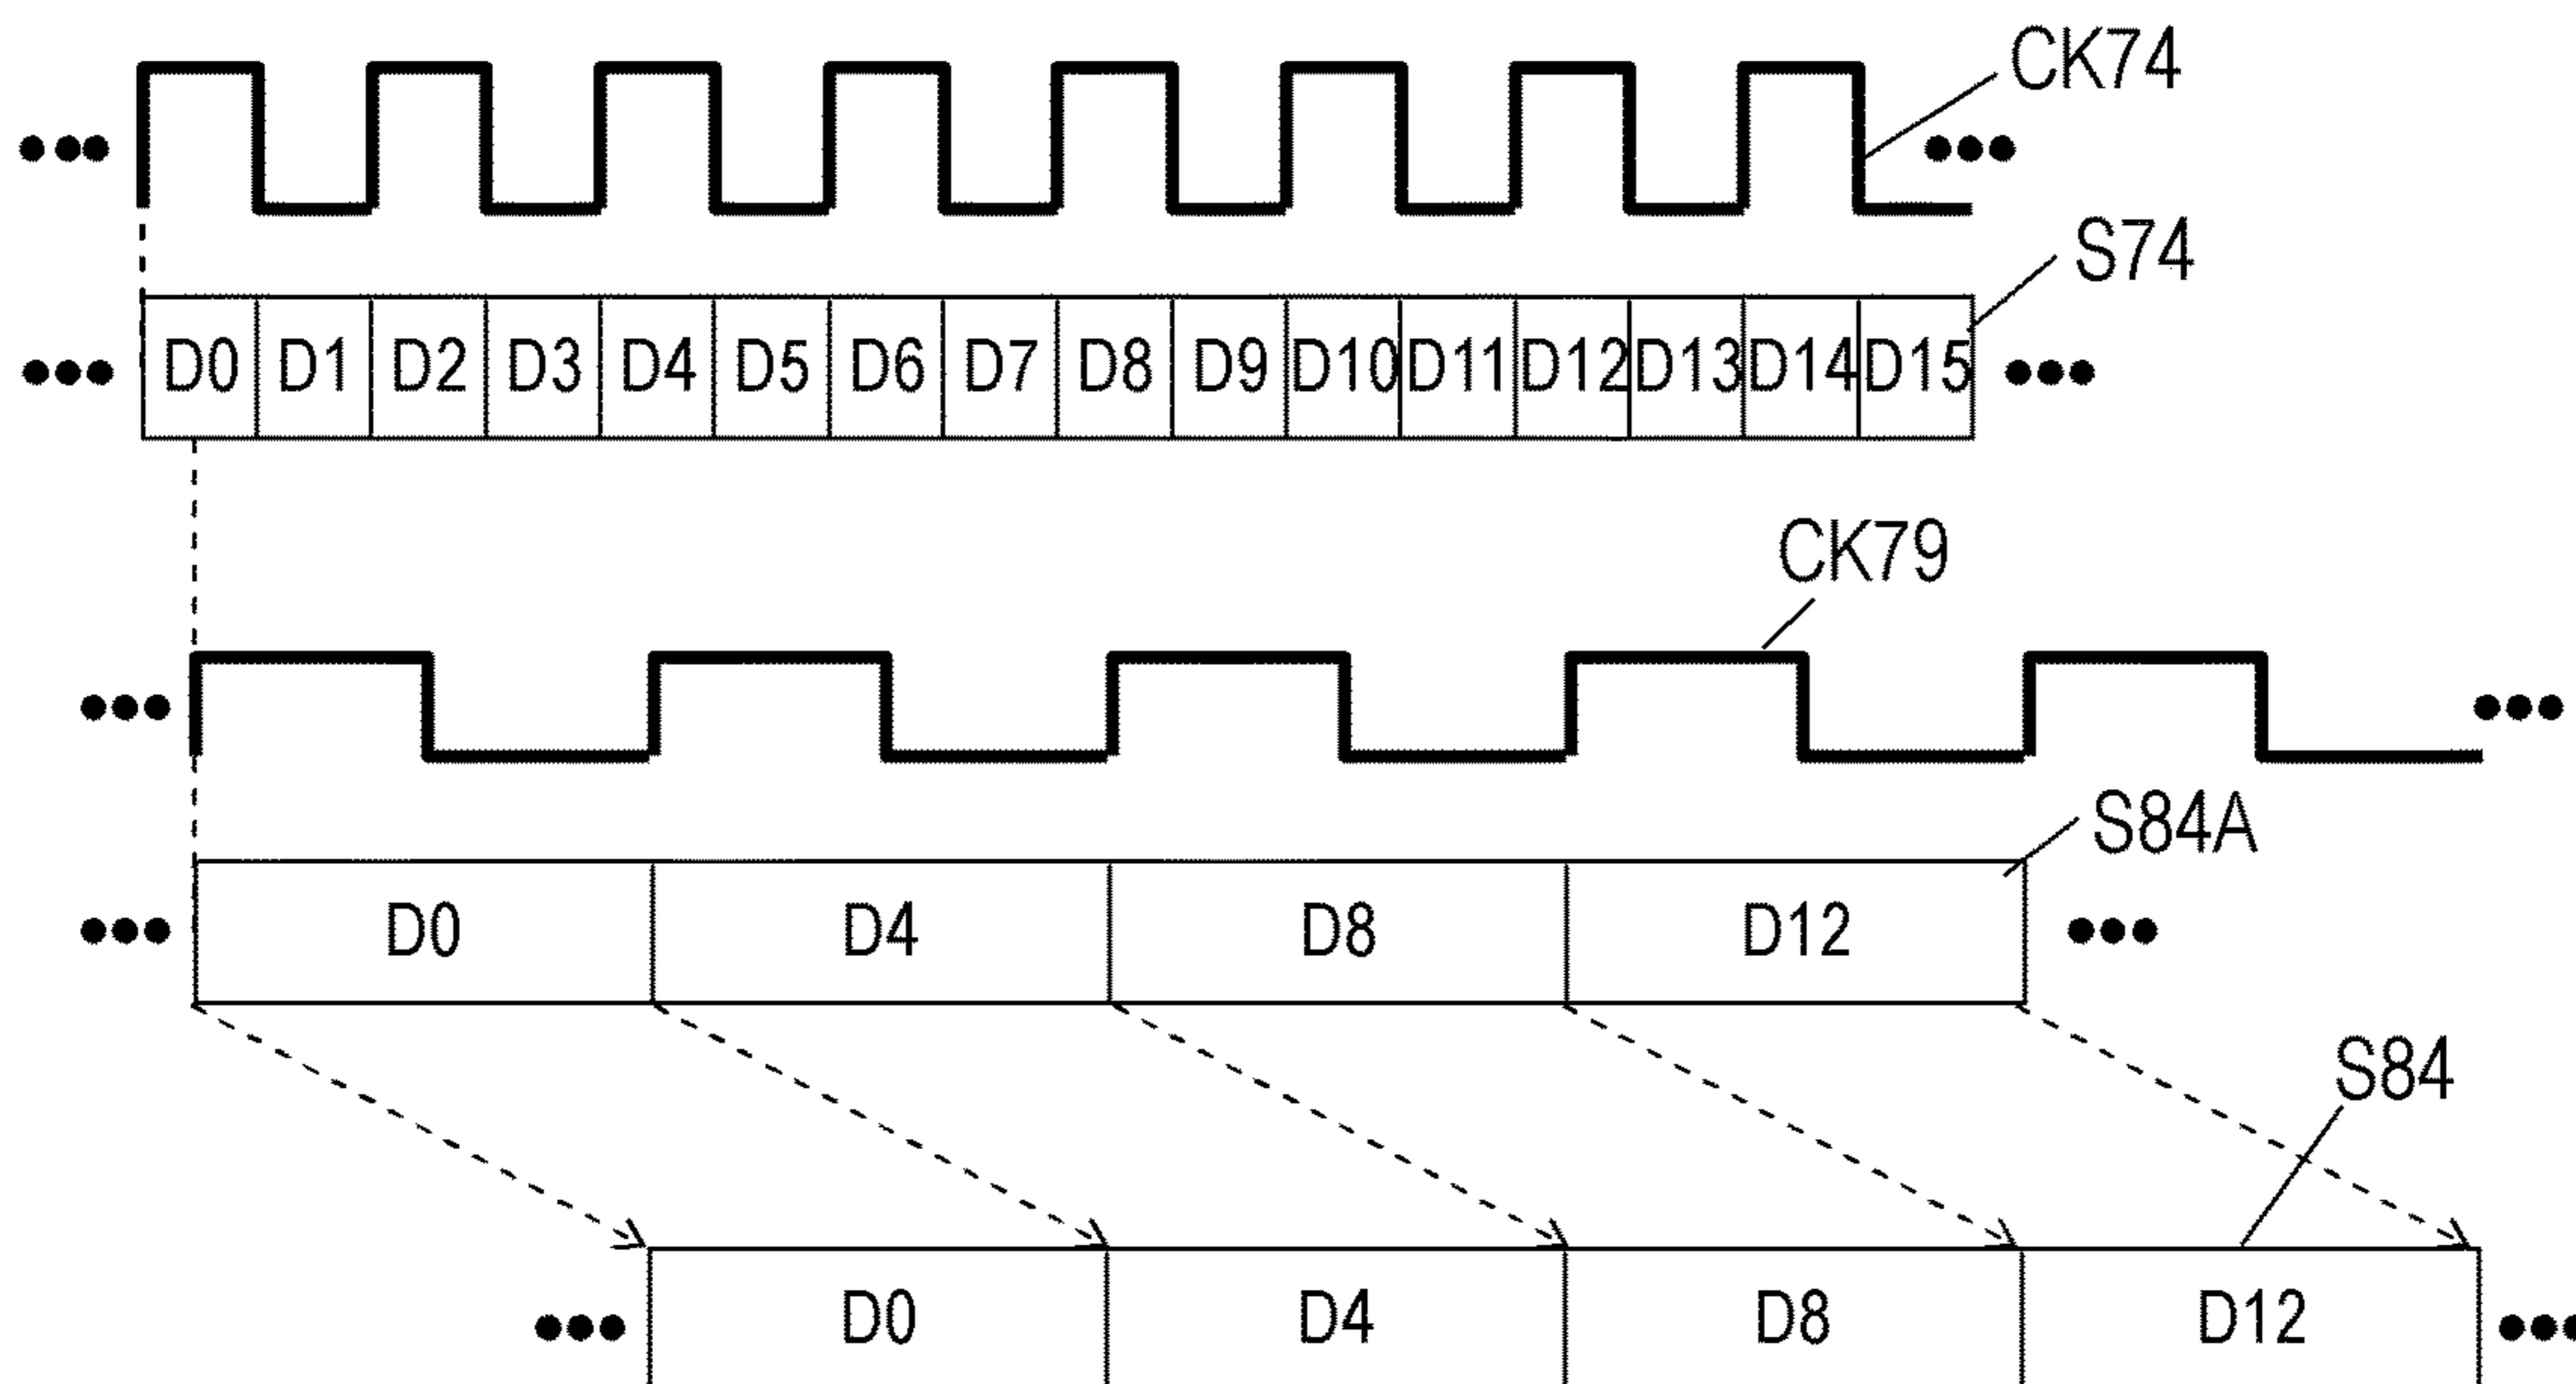 CK74
S74
D0 D1 D2 D3 D4 D5 D6 D7 D8 D9 D10 D11 D12 D13 D14 D15
CK79
S84A
D0 D4 D8 D12
S84
D0 D4 D8 D12